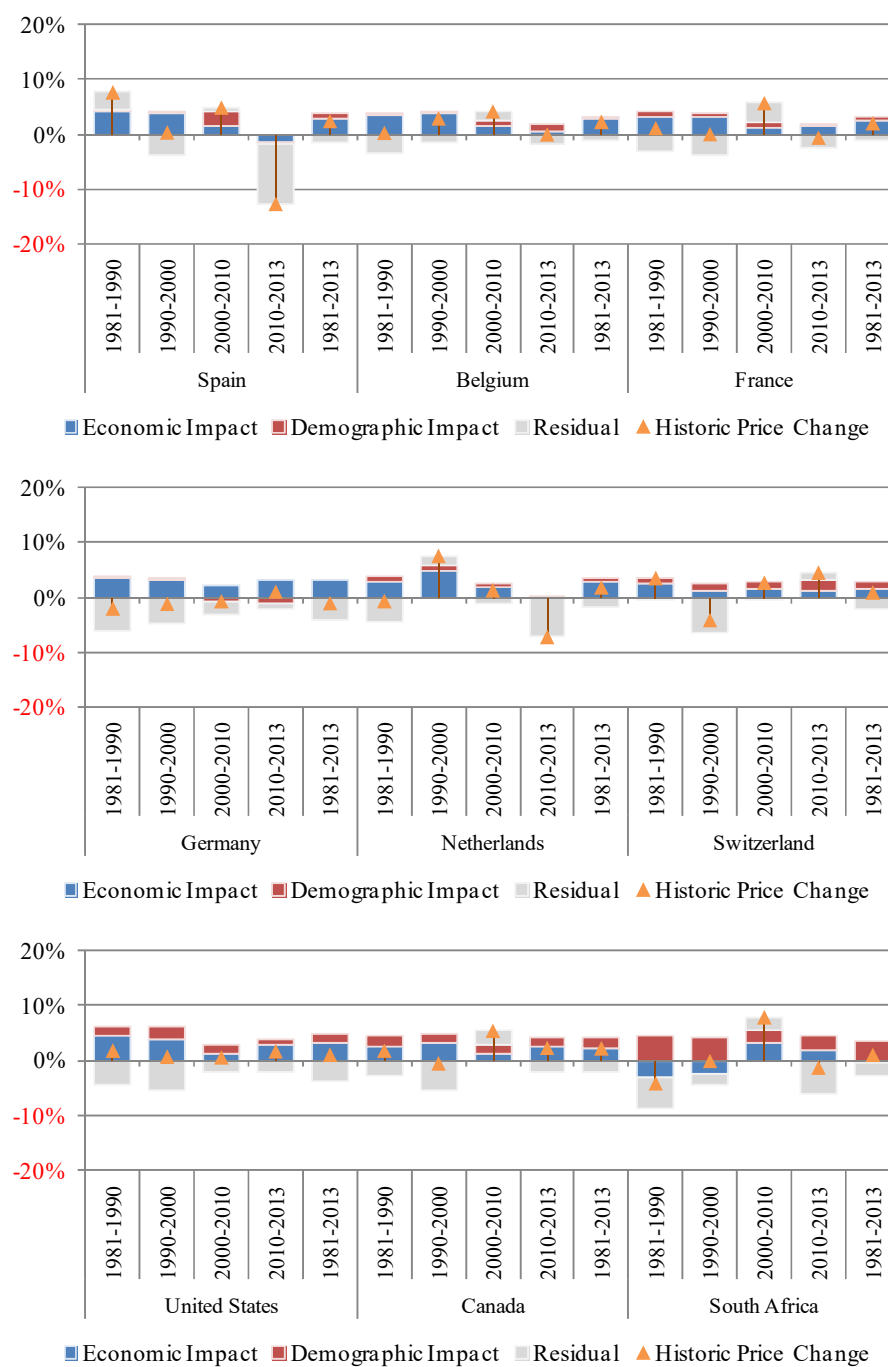 20%
10%
0%
-10%
-20%
1981-1990 1990-2000 2000-2010 2010-2013 1981-2013 1981-1990 1990-2000 2000-2010 2010-2013 1981-2013 1981-1990 1990-2000 2000-2010 2010-2013 1981-2013
Spain Belgium France
Economic Impact Demographic Impact Residual Historic Price Change
20%
10%
0%
-10%
-20%
1981-1990 1990-2000 2000-2010 2010-2013 1981-2013 1981-1990 1990-2000 2000-2010 2010-2013 1981-2013 1981-1990 1990-2000 2000-2010 2010-2013 1981-2013
Germany Netherlands Switzerland
Economic Impact Demographic Impact Residual Historic Price Change
20%
10%
0%
-10%
-20%
1981-1990 1990-2000 2000-2010 2010-2013 1981-2013 1981-1990 1990-2000 2000-2010 2010-2013 1981-2013 1981-1990 1990-2000 2000-2010 2010-2013 1981-2013
United States Canada South Africa
Economic Impact Demographic Impact Residual Historic Price Change